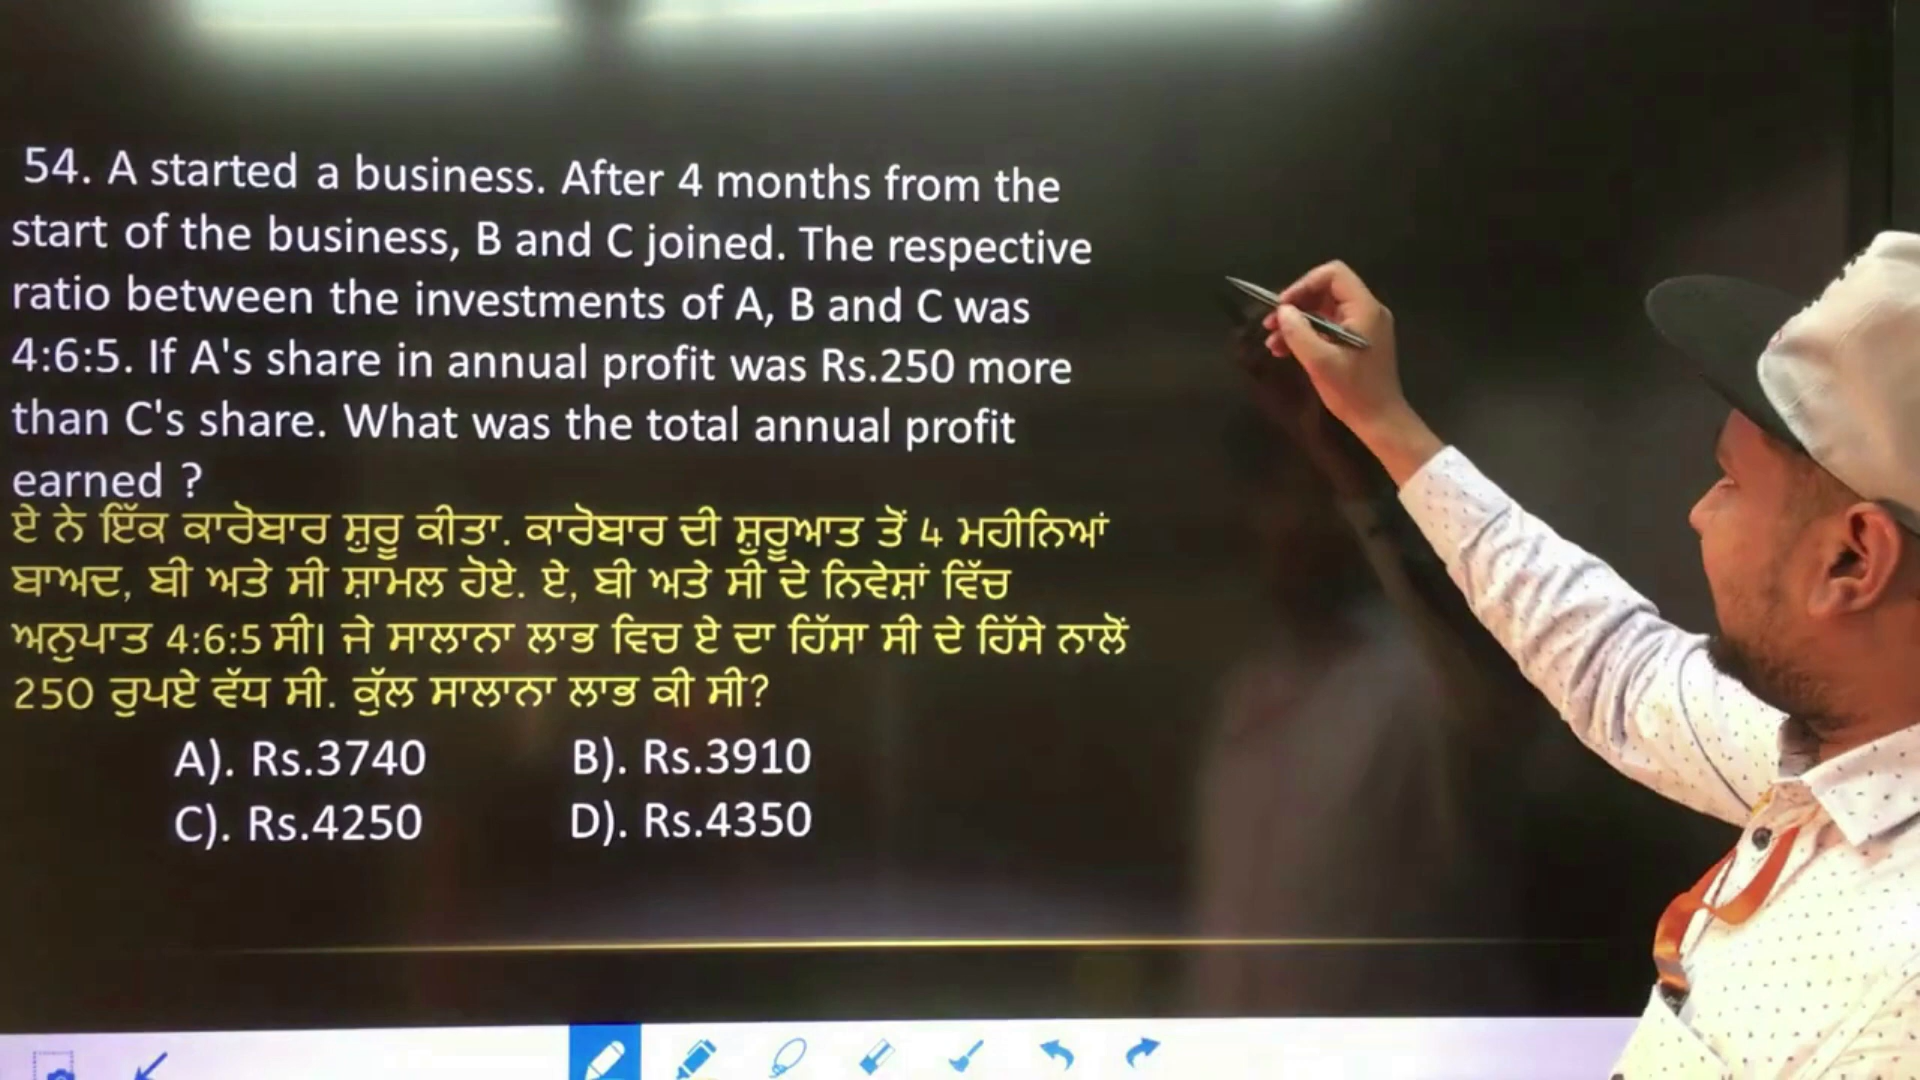 54. A started a business. After 4 months from the
start of the business, B and C joined. The respective
ratio between the investments of A, B and C was
4:6:5. If A's share in annual profit was Rs.250 more
than C's share. What was the total annual profit
earned ?
ਏ ਨੇ ਇੱਕ ਕਾਰੋਬਾਰ ਸ਼ੁਰੂ ਕੀਤਾ. ਕਾਰੋਬਾਰ ਦੀ ਸ਼ੁਰੂਆਤ ਤੋਂ 4 ਮਹੀਨਿਆਂ
ਬਾਅਦ, ਬੀ ਅਤੇ ਸੀ ਸ਼ਾਮਲ ਹੋਏ. ਏ, ਬੀ ਅਤੇ ਸੀ ਦੇ ਨਿਵੇਸ਼ਾਂ ਵਿੱਚ
ਅਨੁਪਾਤ 4:6:5 ਸੀ। ਜੇ ਸਾਲਾਨਾ ਲਾਭ ਵਿਚ ਏ ਦਾ ਹਿੱਸਾ ਸੀ ਦੇ ਹਿੱਸੇ ਨਾਲੋਂ
250 ਰੁਪਏ ਵੱਧ ਸੀ. ਕੁੱਲ ਸਾਲਾਨਾ ਲਾਭ ਕੀ ਸੀ?
A). Rs.3740 B). Rs.3910
C). Rs.4250 D). Rs.4350